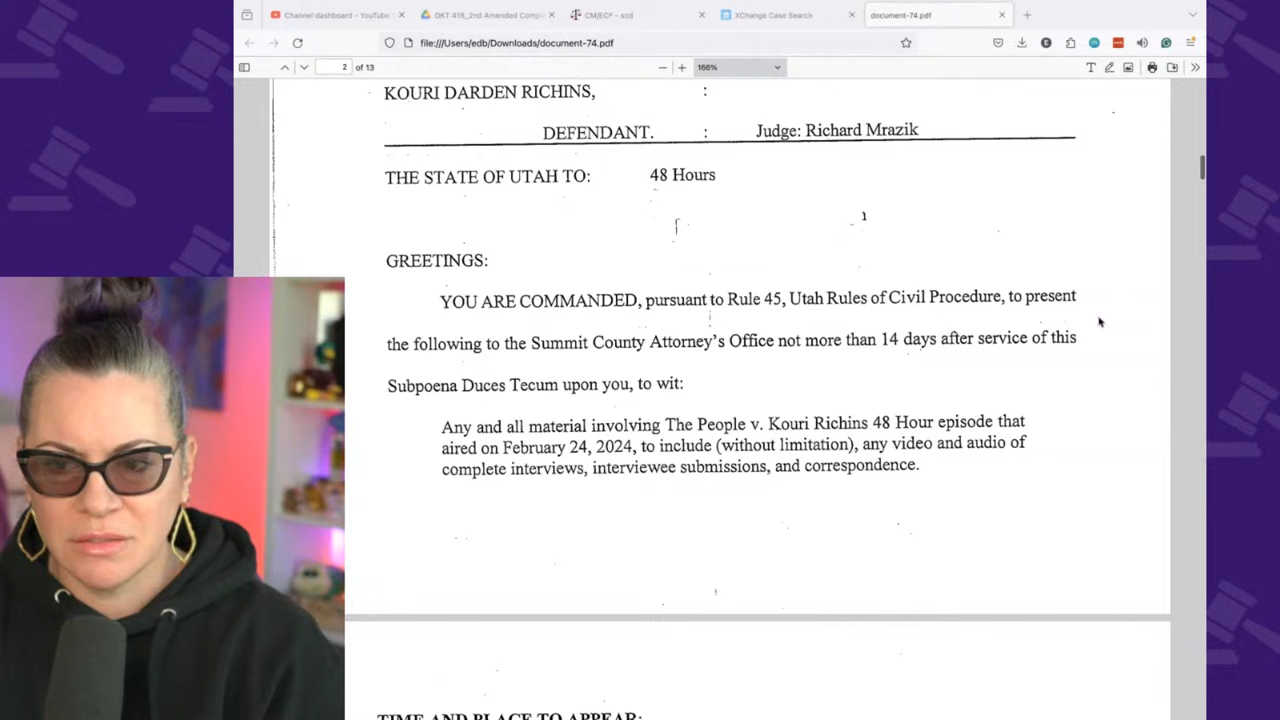 Channel dashboard - YouTube
DKT 418_2nd Amended Compl
CM/ECF - scd
XChange Case Search
document-74.pdf
file:///Users/edb/Downloads/document-74.pdf
2 of 13
166%
KOURI DARDEN RICHINS, :
DEFENDANT. : Judge: Richard Mrazik
THE STATE OF UTAH TO: 48 Hours
GREETINGS:
YOU ARE COMMANDED, pursuant to Rule 45, Utah Rules of Civil Procedure, to present
the following to the Summit County Attorney's Office not more than 14 days after service of this
Subpoena Duces Tecum upon you, to wit:
Any and all material involving The People v. Kouri Richins 48 Hour episode that
aired on February 24, 2024, to include (without limitation), any video and audio of
complete interviews, interviewee submissions, and correspondence.
TIME AND PLACE TO APPEAR: